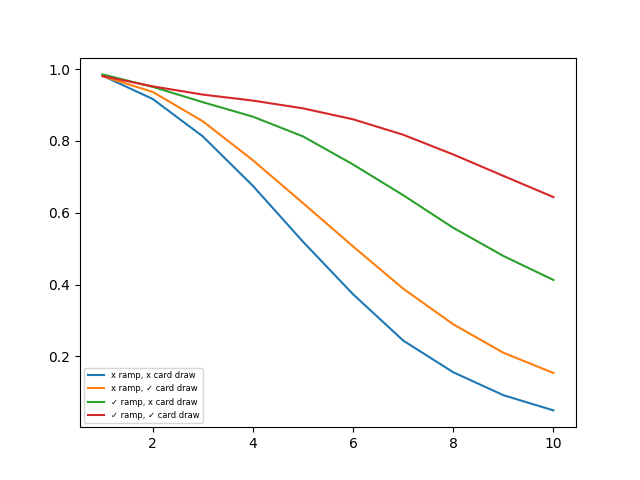 1.0
0.8
0.6
0.4
0.2
x ramp, x card draw
x ramp, ✓ card draw
✓ ramp, x card draw
✓ ramp, ✓ card draw
2 4 6 8 10